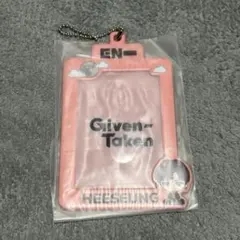 EN-
Given-
Taken
HEESEUNG